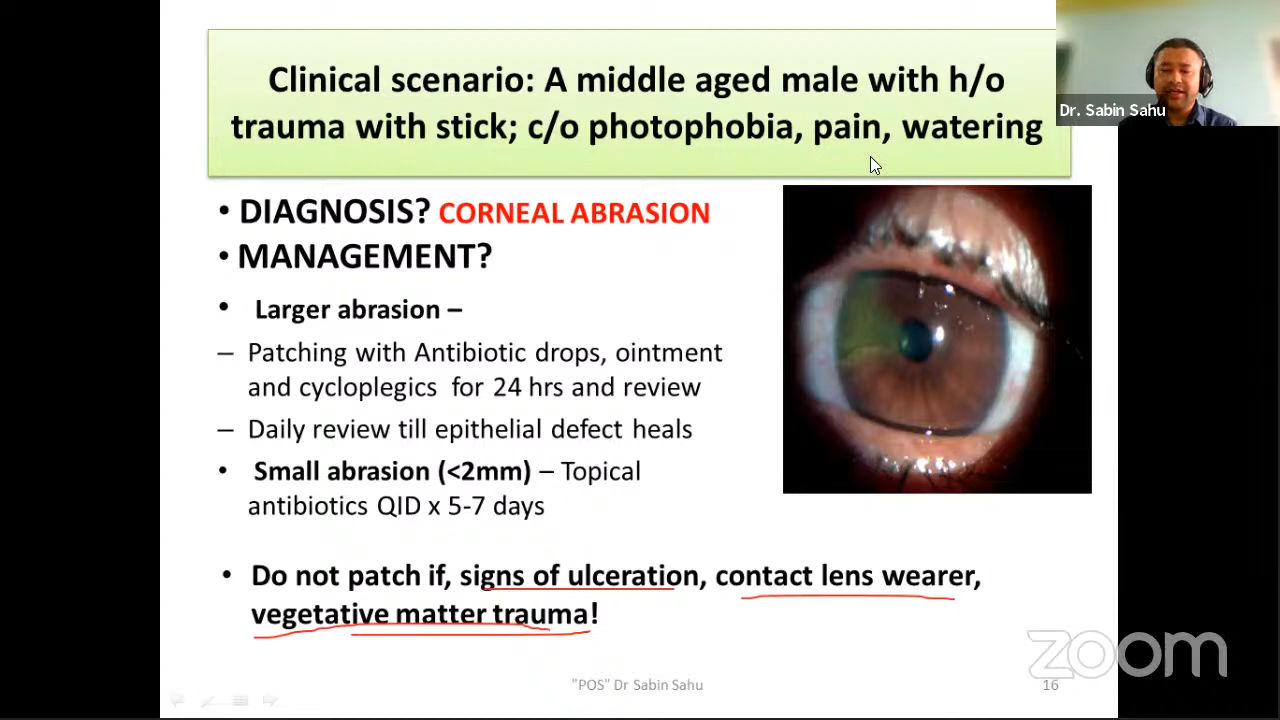 Clinical scenario: A middle aged male with h/o
trauma with stick; c/o photophobia, pain, watering
Dr. Sabin Sahu
• DIAGNOSIS? CORNEAL ABRASION
• MANAGEMENT?
• Larger abrasion –
– Patching with Antibiotic drops, ointment
and cycloplegics for 24 hrs and review
– Daily review till epithelial defect heals
• Small abrasion (<2mm) – Topical
antibiotics QID x 5-7 days
• Do not patch if, signs of ulceration, contact lens wearer,
vegetative matter trauma!
zoom
"POS" Dr Sabin Sahu
16